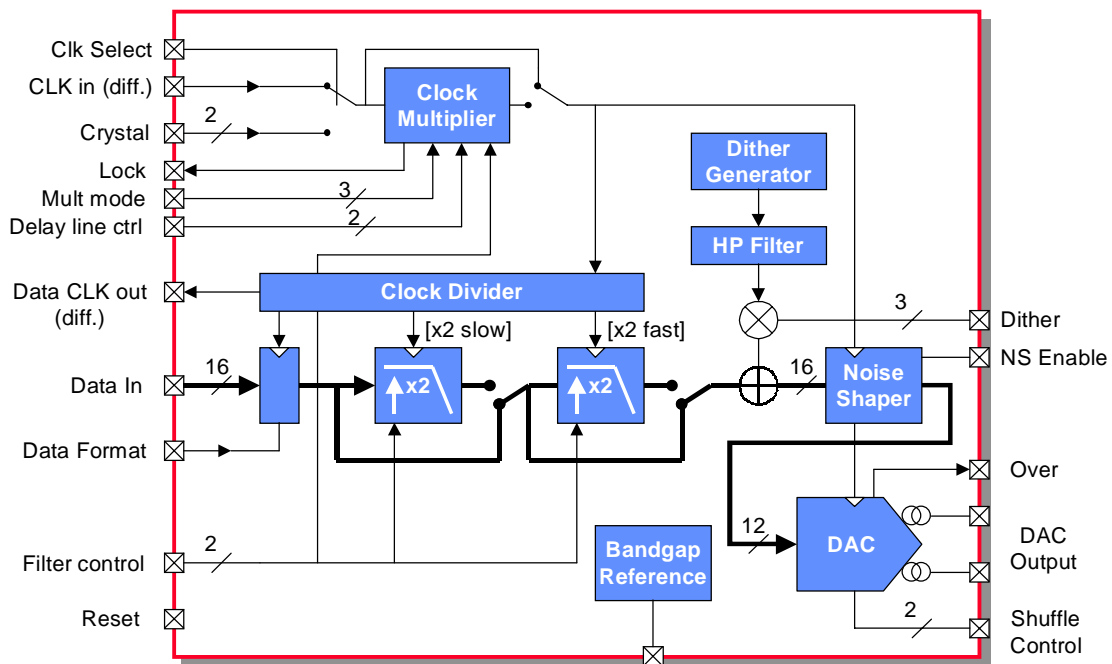 Clk Select
CLK in (diff.)
Crystal
2
Lock
Mult mode
3
Delay line ctrl
2
Clock
Multiplier
Dither
Generator
HP Filter
Data CLK out
(diff.)
Clock Divider
[x2 slow]
[x2 fast]
3
Dither
NS Enable
Data In
16
x2
x2
16
Noise
Shaper
Data Format
Over
12
DAC
DAC
Output
Filter control
2
Bandgap
Reference
Reset
2
Shuffle
Control